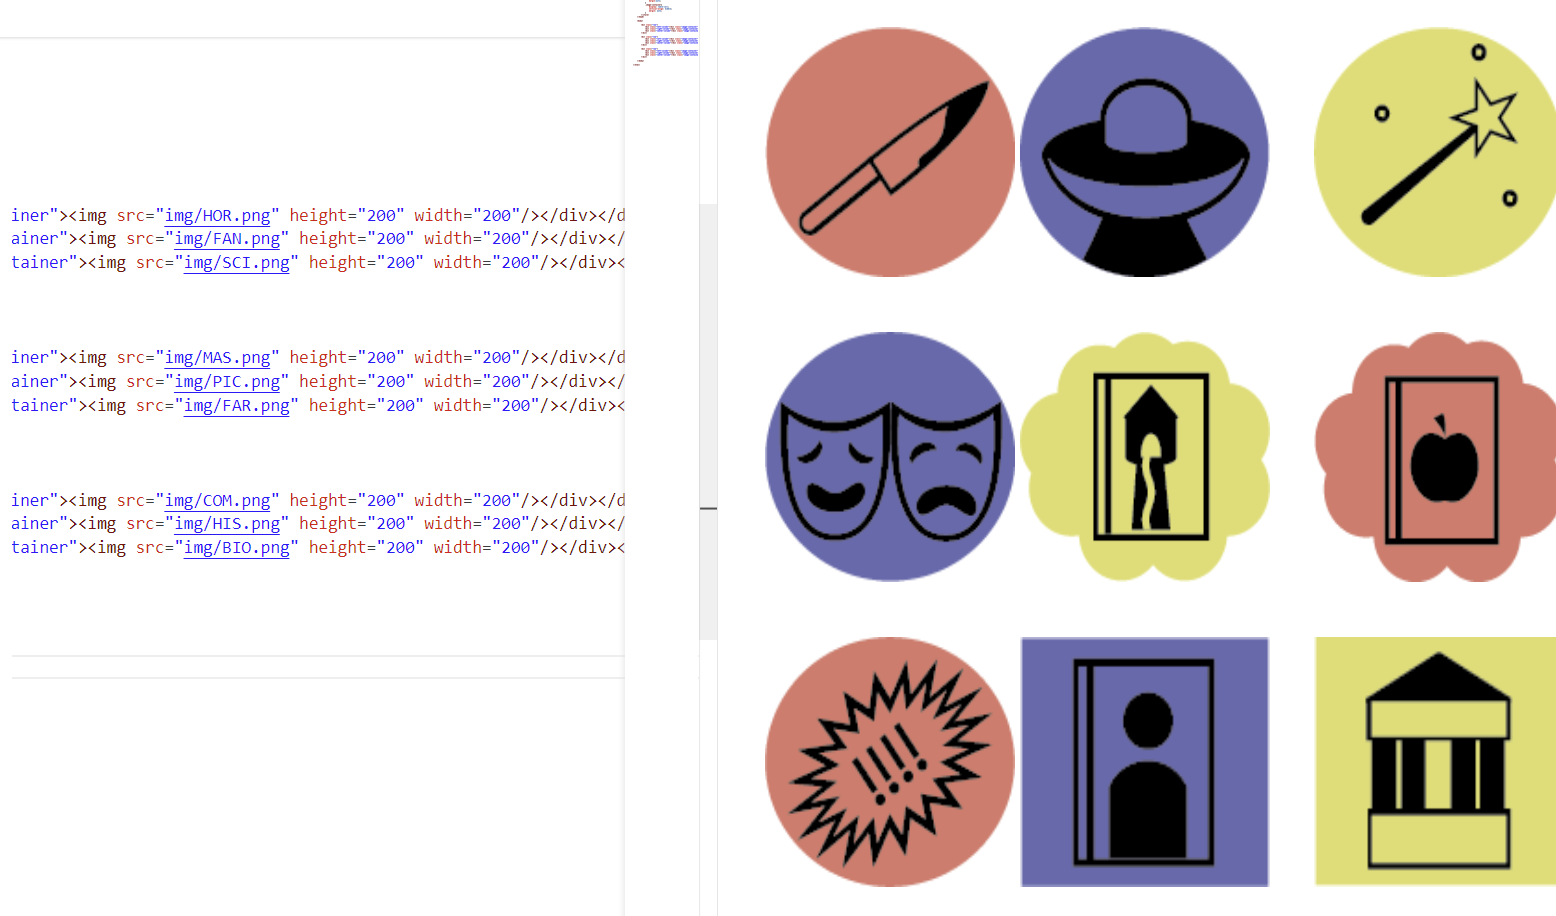 iner"><img src="img/HOR.png" height="200" width="200"/></div></d
ainer"><img src="img/FAN.png" height="200" width="200"/></div></
tainer"><img src="img/SCI.png" height="200" width="200"/></div><
iner"><img src="img/MAS.png" height="200" width="200"/></div></d
ainer"><img src="img/PIC.png" height="200" width="200"/></div></
tainer"><img src="img/FAR.png" height="200" width="200"/></div><
iner"><img src="img/COM.png" height="200" width="200"/></div></d
ainer"><img src="img/HIS.png" height="200" width="200"/></div></
tainer"><img src="img/BIO.png" height="200" width="200"/></div><
!!!!